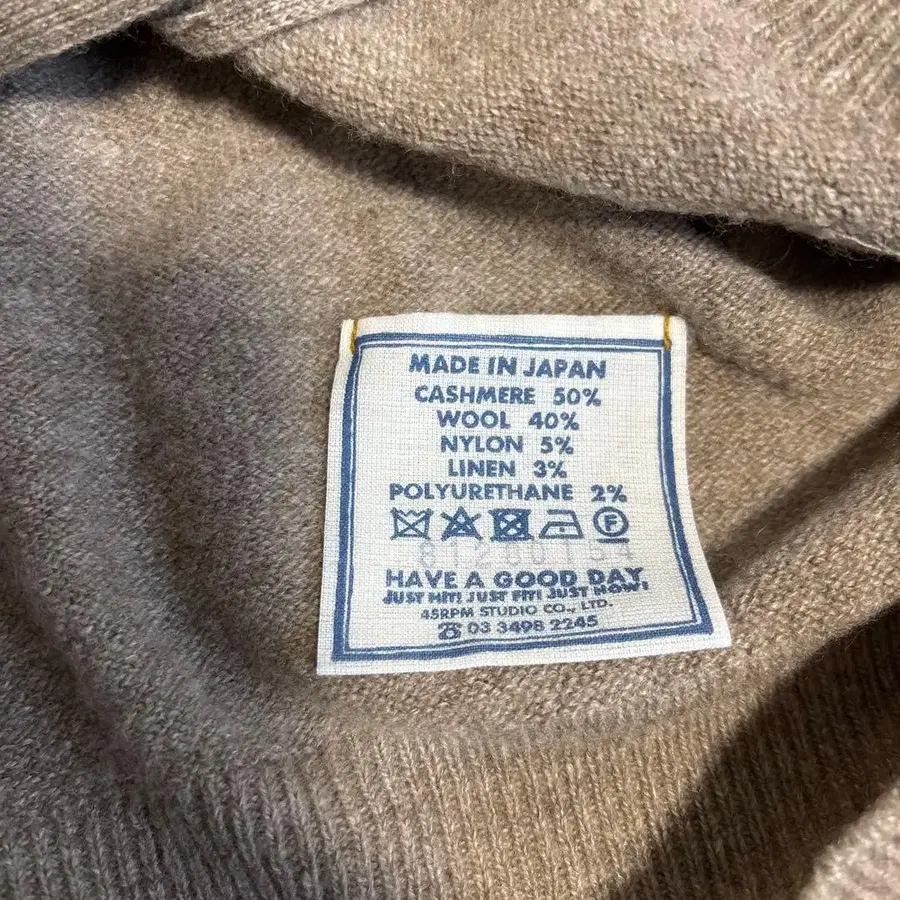 MADE IN JAPAN
CASHMERE 50%
WOOL 40%
NYLON 5%
LINEN 3%
POLYURETHANE 2%
F
HAVE A GOOD DAY.
JUST HIT! JUST FIT! JUST NOW!
45RPM STUDIO CO., LTD.
☎ 03 3498 2245